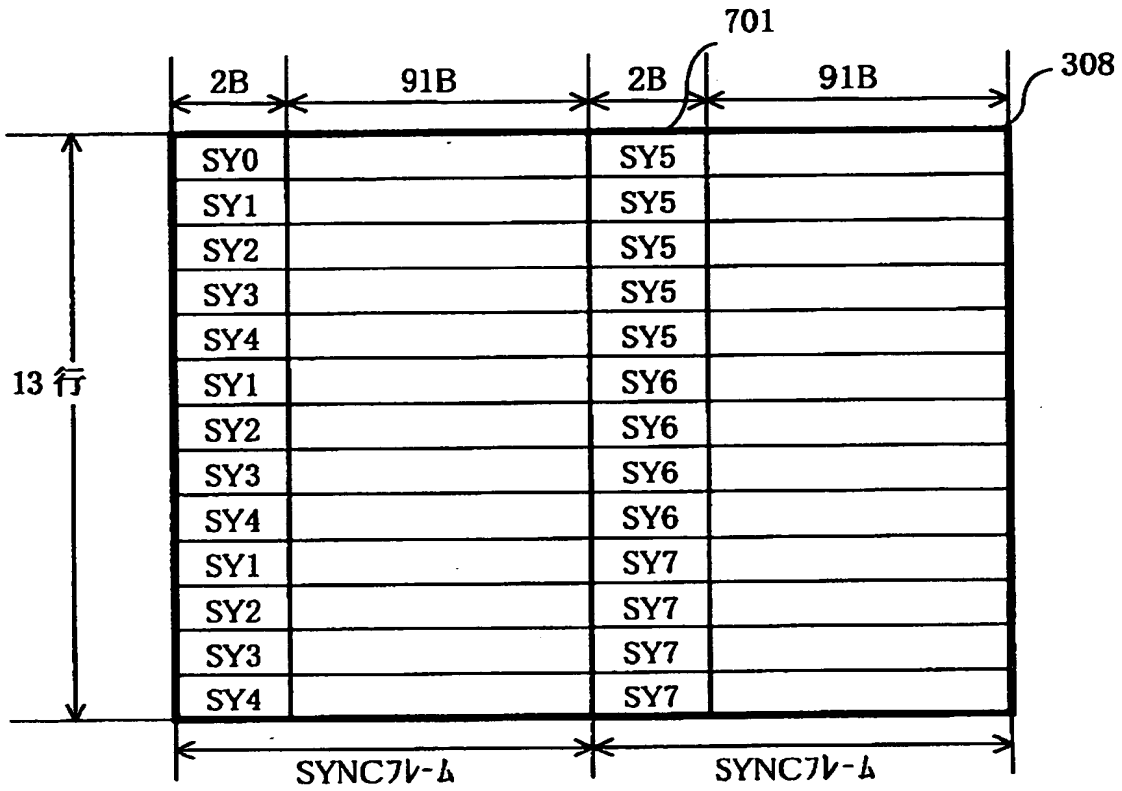 701
308
2B 91B 2B 91B
SY0 SY5
SY1 SY5
SY2 SY5
SY3 SY5
SY4 SY5
13 行
SY1 SY6
SY2 SY6
SY3 SY6
SY4 SY6
SY1 SY7
SY2 SY7
SY3 SY7
SY4 SY7
SYNCフレーム SYNCフレーム